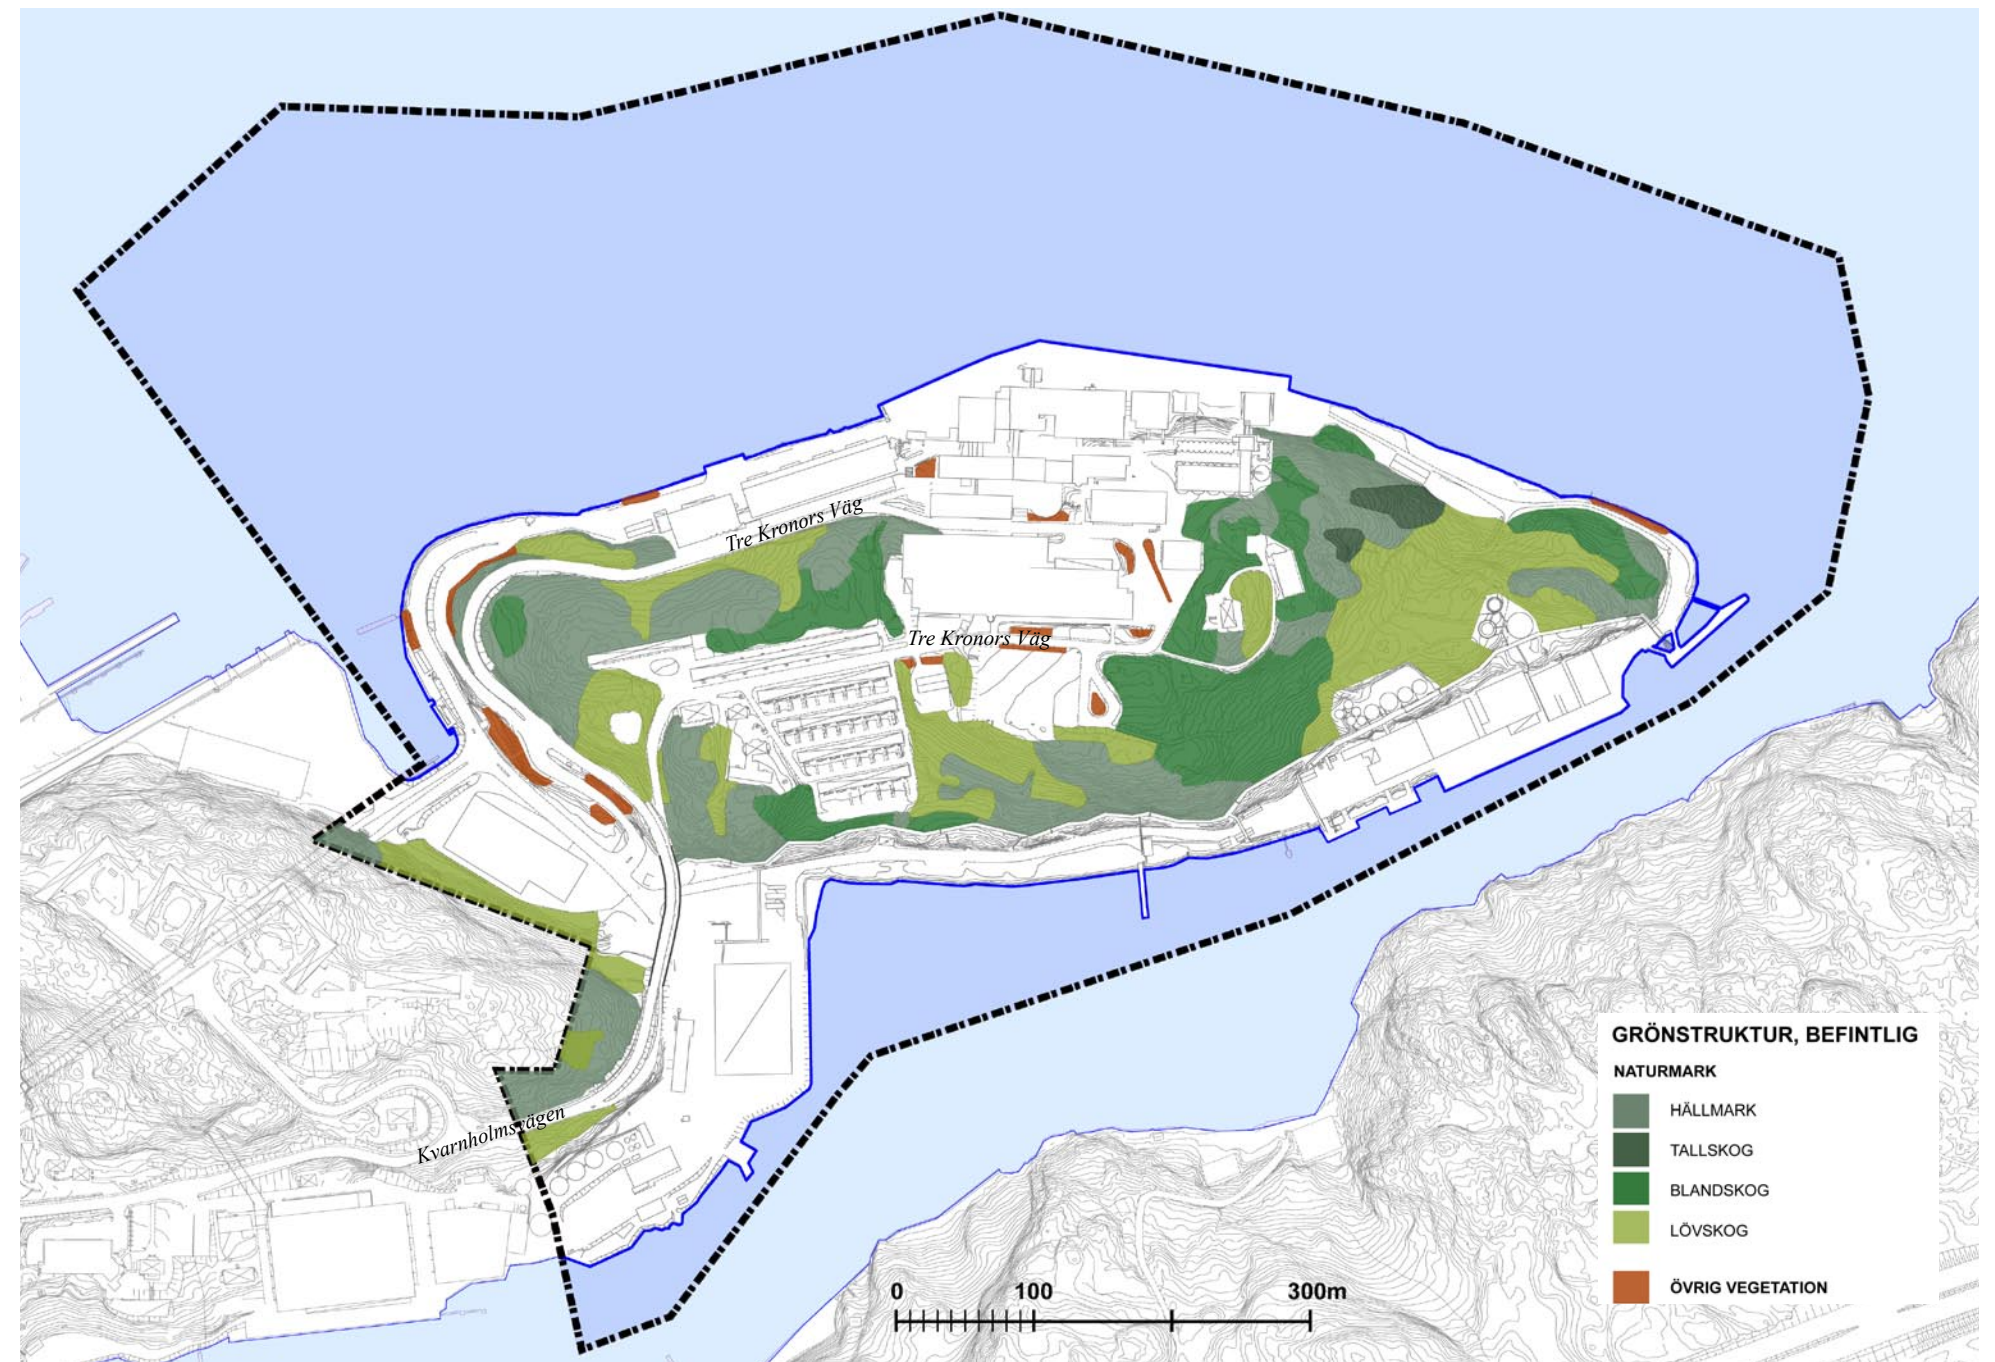 Tre Kronors Väg
Tre Kronors Väg
Kvarnholmsvägen
GRÖNSTRUKTUR, BEFINTLIG
NATURMARK
HÄLLMARK
TALLSKOG
BLANDSKOG
LÖVSKOG
ÖVRIG VEGETATION
0 100 300m